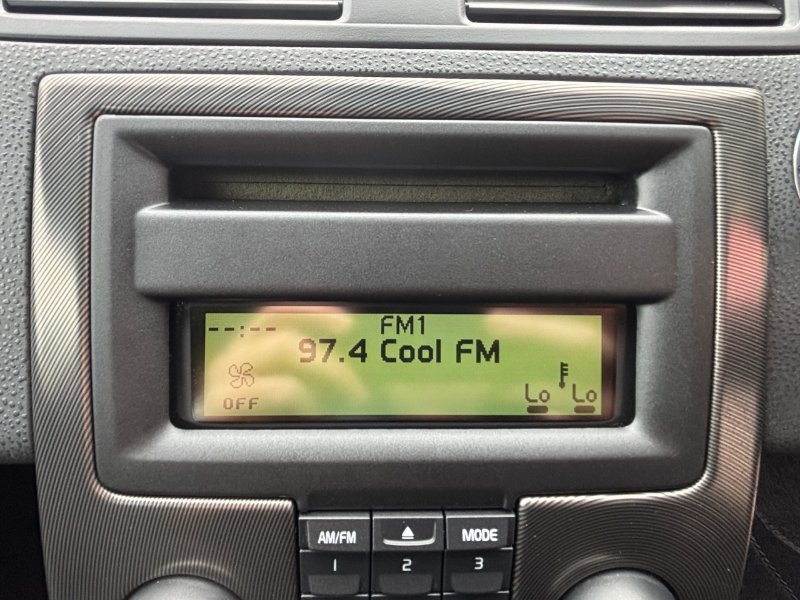 --:-- FM1
97.4 Cool FM
OFF Lo Lo
AM/FM MODE
1 2 3